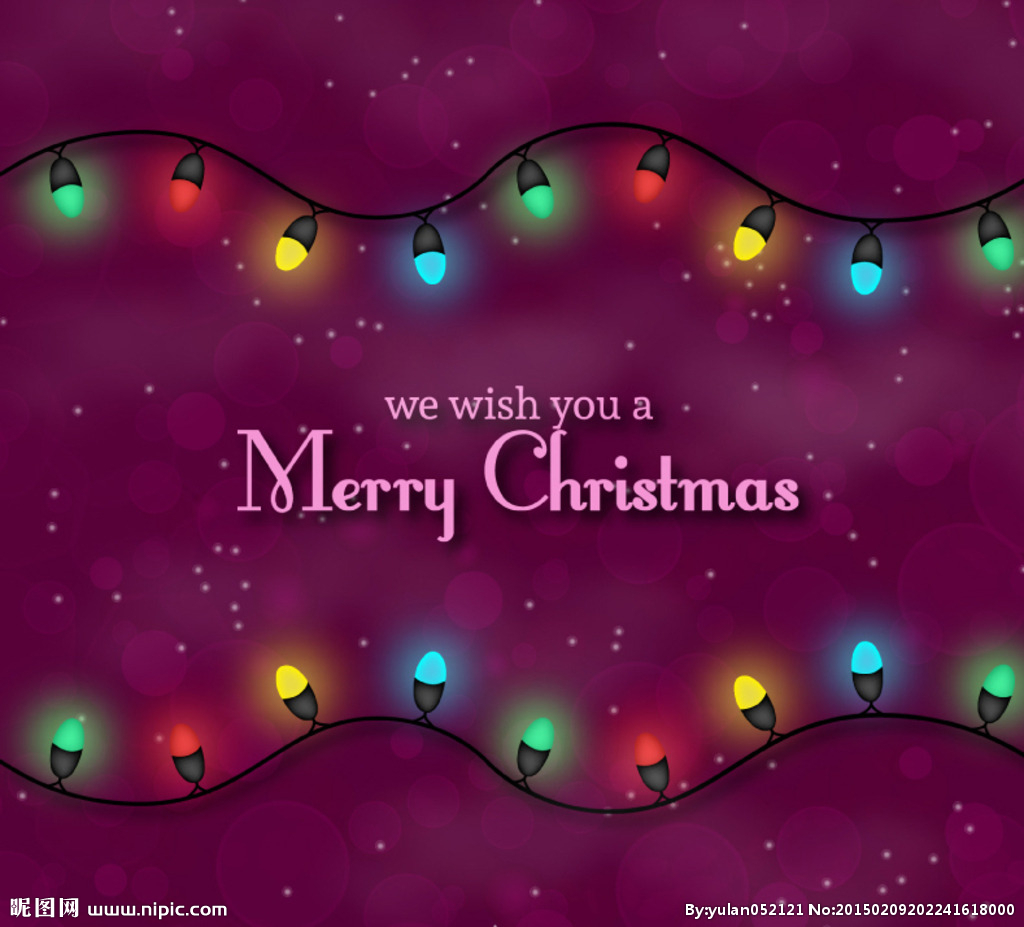 we wish you a
Merry Christmas
昵图网 www.nipic.com
By:yulan052121 No:20150209202241618000